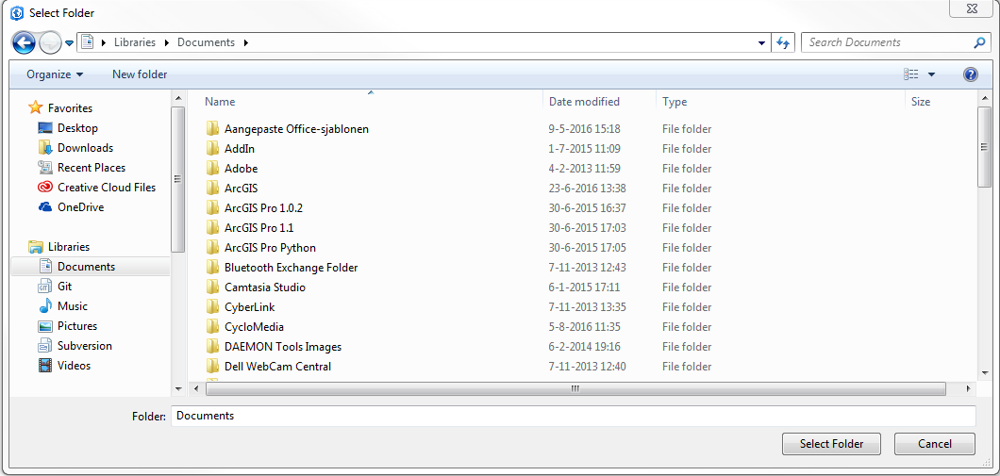 Select Folder
Libraries Documents Search Documents
Organize New folder
Favorites
Desktop
Downloads
Recent Places
Creative Cloud Files
OneDrive
Libraries
Documents
Git
Music
Pictures
Subversion
Videos
Name Date modified Type Size
Aangepaste Office-sjablonen 9-5-2016 15:18 File folder
AddIn 1-7-2015 11:09 File folder
Adobe 4-2-2013 11:59 File folder
ArcGIS 23-6-2016 13:38 File folder
ArcGIS Pro 1.0.2 30-6-2015 16:37 File folder
ArcGIS Pro 1.1 30-6-2015 17:03 File folder
ArcGIS Pro Python 30-6-2015 17:05 File folder
Bluetooth Exchange Folder 7-11-2013 12:43 File folder
Camtasia Studio 6-1-2015 17:11 File folder
CyberLink 7-11-2013 13:35 File folder
CycloMedia 5-8-2016 11:35 File folder
DAEMON Tools Images 6-2-2014 19:16 File folder
Dell WebCam Central 7-11-2013 12:40 File folder
Folder: Documents
Select Folder Cancel